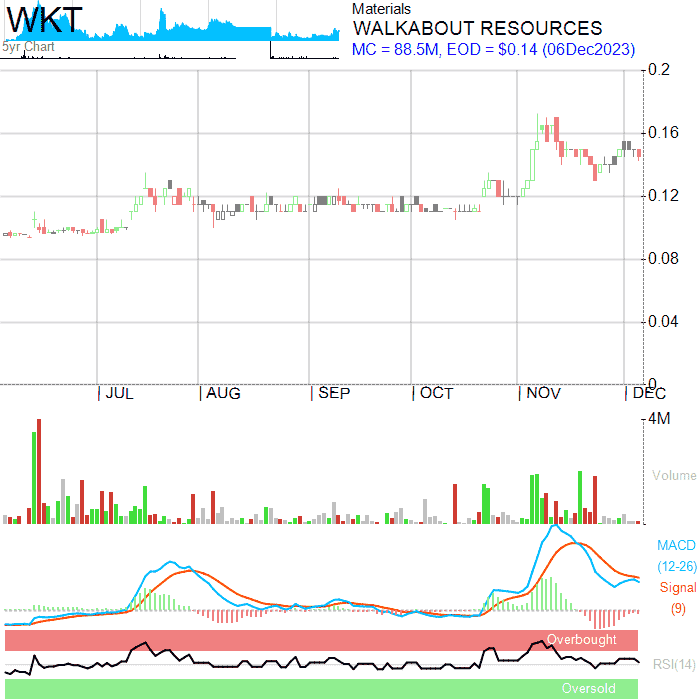 WKT
5yr Chart
Materials
WALKABOUT RESOURCES
MC = 88.5M, EOD = $0.14 (06Dec2023)
0.2
0.16
0.12
0.08
0.04
0
JUL
AUG
SEP
OCT
NOV
DEC
4M
Volume
MACD
(12-26)
Signal
(9)
Overbought
RSI(14)
Oversold